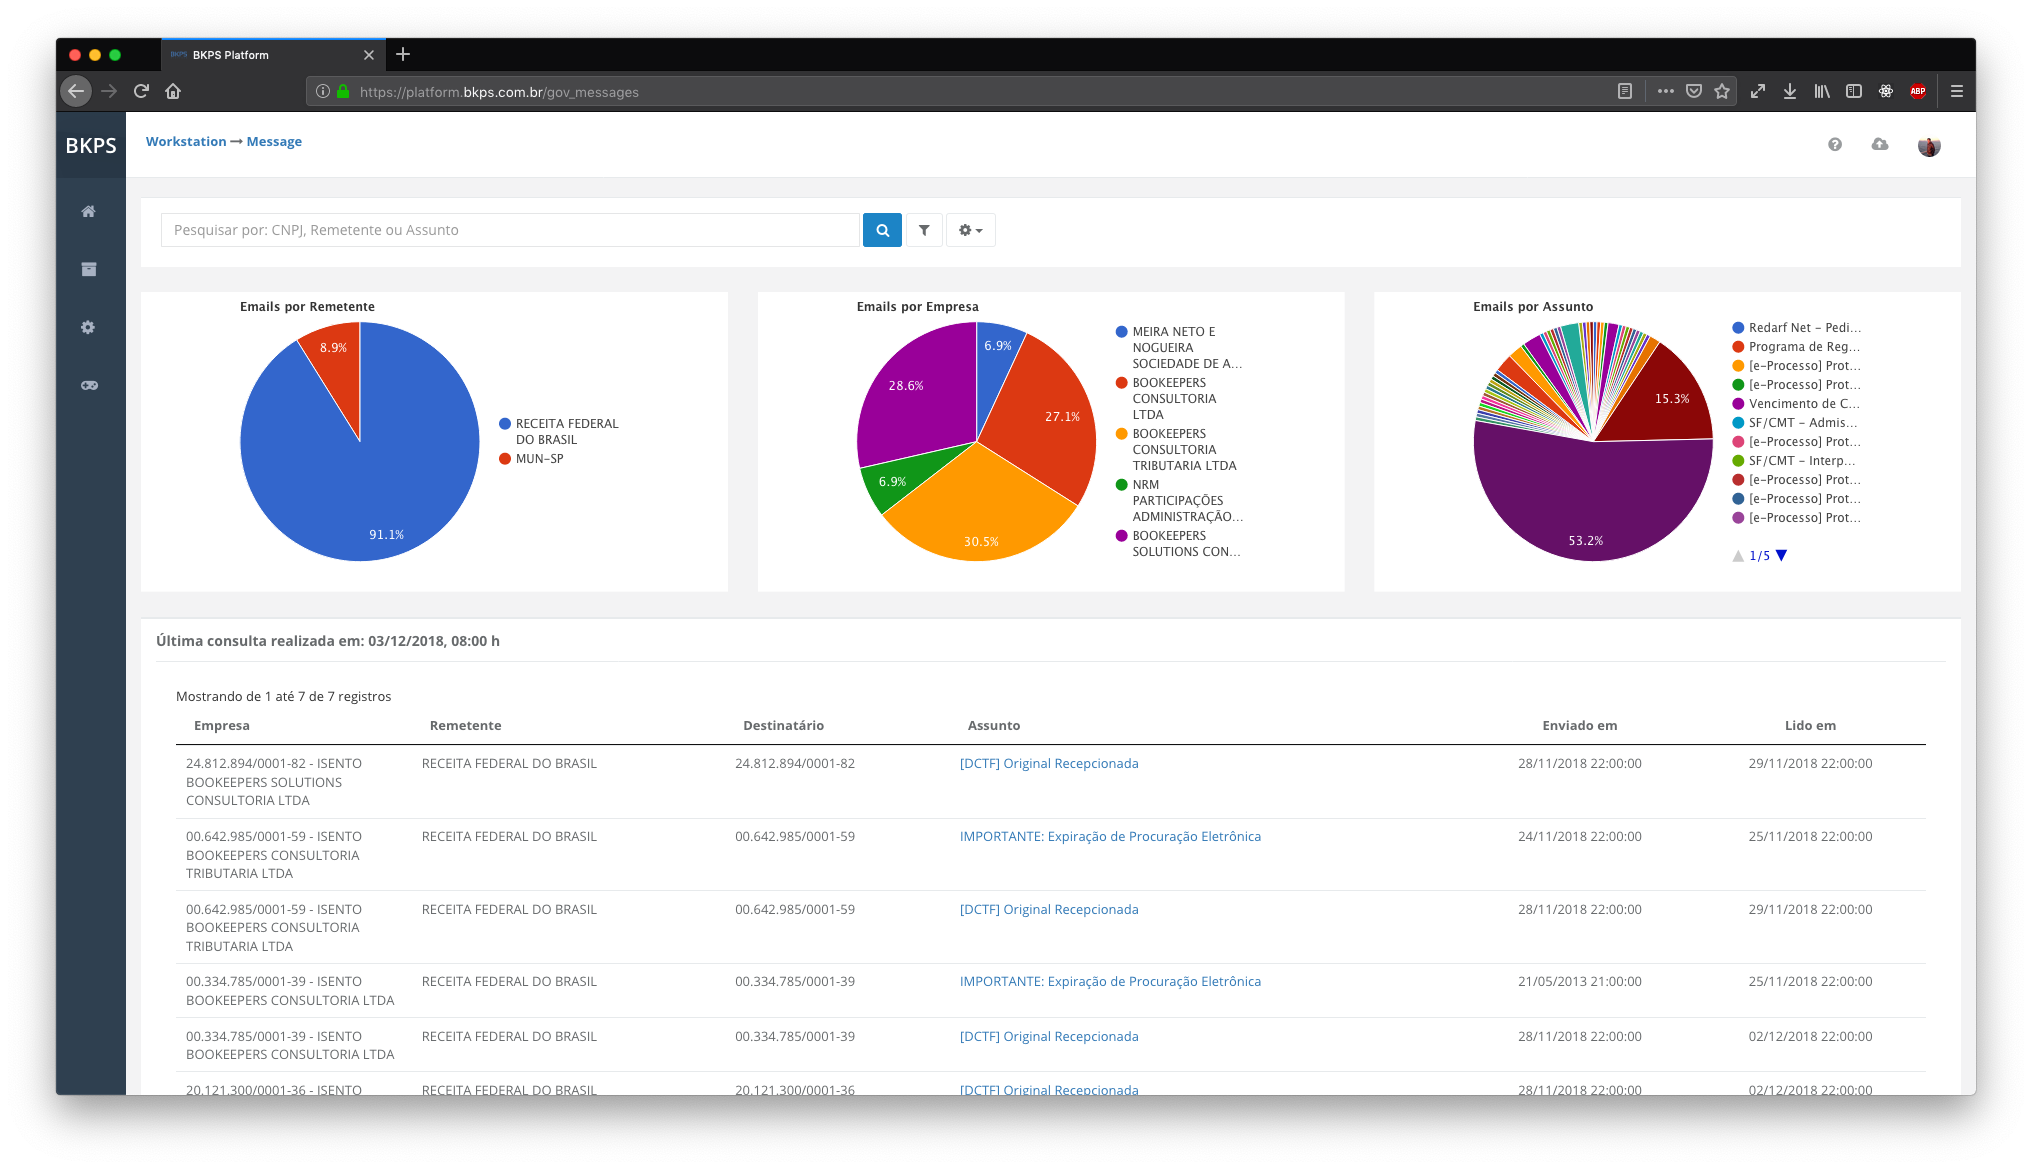 BKPS BKPS Platform
https://platform.bkps.com.br/gov_messages
ABP
BKPS
Workstation → Message
Pesquisar por: CNPJ, Remetente ou Assunto
Emails por Remetente
8.9%
91.1%
RECEITA FEDERAL
DO BRASIL
MUN-SP
Emails por Empresa
6.9%
27.1%
30.5%
6.9%
28.6%
MEIRA NETO E
NOGUEIRA
SOCIEDADE DE A...
BOOKEEPERS
CONSULTORIA
LTDA
BOOKEEPERS
CONSULTORIA
TRIBUTARIA LTDA
NRM
PARTICIPAÇÕES
ADMINISTRAÇÃO...
BOOKEEPERS
SOLUTIONS CON...
Emails por Assunto
15.3%
53.2%
Redarf Net - Pedi...
Programa de Reg...
[e-Processo] Prot...
[e-Processo] Prot...
Vencimento de C...
SF/CMT - Admis...
[e-Processo] Prot...
SF/CMT - Interp...
[e-Processo] Prot...
[e-Processo] Prot...
[e-Processo] Prot...
1/5
Última consulta realizada em: 03/12/2018, 08:00 h
Mostrando de 1 até 7 de 7 registros
Empresa Remetente Destinatário Assunto Enviado em Lido em
24.812.894/0001-82 - ISENTO RECEITA FEDERAL DO BRASIL 24.812.894/0001-82 [DCTF] Original Recepcionada 28/11/2018 22:00:00 29/11/2018 22:00:00
BOOKEEPERS SOLUTIONS
CONSULTORIA LTDA
00.642.985/0001-59 - ISENTO RECEITA FEDERAL DO BRASIL 00.642.985/0001-59 IMPORTANTE: Expiração de Procuração Eletrônica 24/11/2018 22:00:00 25/11/2018 22:00:00
BOOKEEPERS CONSULTORIA
TRIBUTARIA LTDA
00.642.985/0001-59 - ISENTO RECEITA FEDERAL DO BRASIL 00.642.985/0001-59 [DCTF] Original Recepcionada 28/11/2018 22:00:00 29/11/2018 22:00:00
BOOKEEPERS CONSULTORIA
TRIBUTARIA LTDA
00.334.785/0001-39 - ISENTO RECEITA FEDERAL DO BRASIL 00.334.785/0001-39 IMPORTANTE: Expiração de Procuração Eletrônica 21/05/2013 21:00:00 25/11/2018 22:00:00
BOOKEEPERS CONSULTORIA LTDA
00.334.785/0001-39 - ISENTO RECEITA FEDERAL DO BRASIL 00.334.785/0001-39 [DCTF] Original Recepcionada 28/11/2018 22:00:00 02/12/2018 22:00:00
BOOKEEPERS CONSULTORIA LTDA
20.121.300/0001-36 - ISENTO RECEITA FEDERAL DO BRASIL 20.121.300/0001-36 [DCTF] Original Recepcionada 28/11/2018 22:00:00 02/12/2018 22:00:00